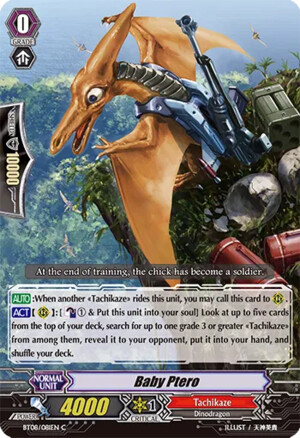 0
GRADE
10000
At the end of training, the chick has become a soldier.
AUTO :When another «Tachikaze» rides this unit, you may call this card to .
ACT [ ]:[ ① & Put this unit into your soul] Look at up to five cards
from the top of your deck, search for up to one grade 3 or greater «Tachikaze»
from among them, reveal it to your opponent, put it into your hand, and
shuffle your deck.
NORMAL
UNIT
Baby Ptero
POWER
4000
1
CRITICAL
Tachikaze
Dinodragon
BT08/081EN-C
ILLUST / 天神英貴